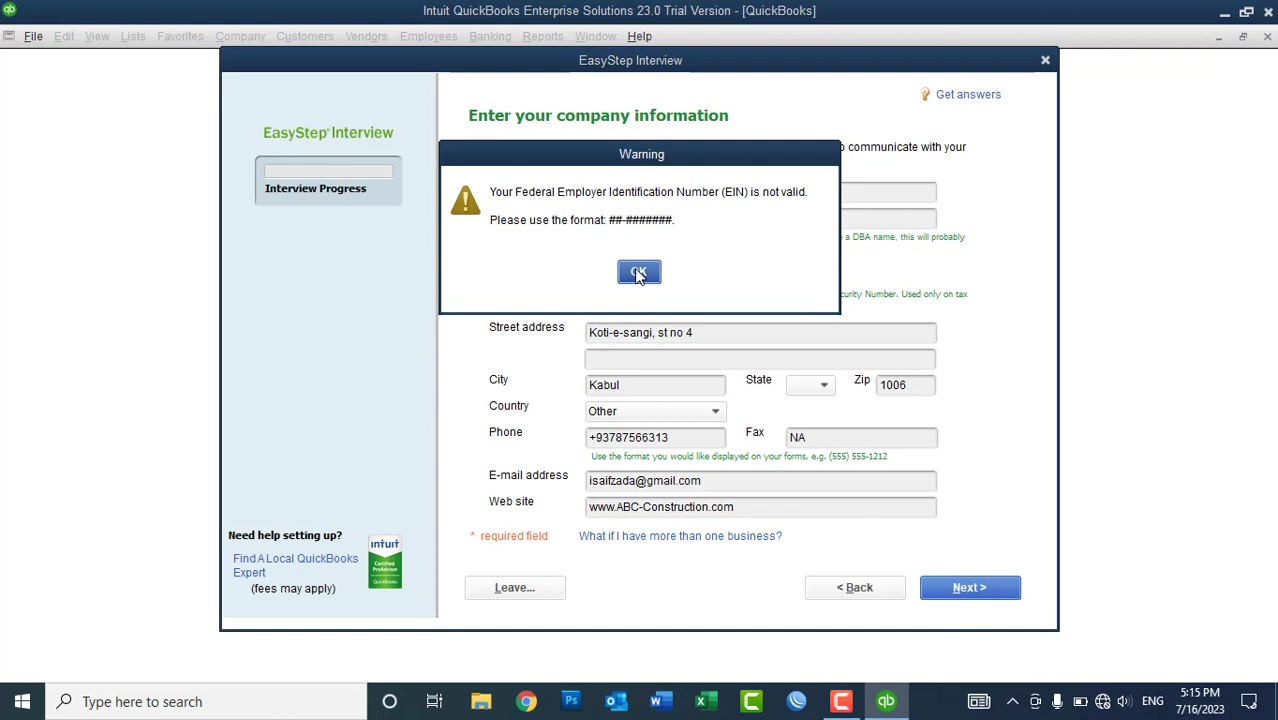 Intuit QuickBooks Enterprise Solutions 23.0 Trial Version - [QuickBooks]
File Edit View Lists Favorites Company Customers Vendors Employees Banking Reports Window Help
EasyStep Interview
Get answers
EasyStep® Interview
Interview Progress
Enter your company information
o communicate with your
Warning
Your Federal Employer Identification Number (EIN) is not valid.
Please use the format: ##-#######.
OK
e a DBA name, this will probably
curity Number. Used only on tax
Street address Koti-e-sangi, st no 4
City Kabul State Zip 1006
Country Other
Phone +93787566313 Fax NA
Use the format you would like displayed on your forms, e.g. (555) 555-1212
E-mail address isaifzada@gmail.com
Web site www.ABC-Construction.com
* required field What if I have more than one business?
Need help setting up?
Find A Local QuickBooks
Expert
(fees may apply)
intuit
Certified
ProAdvisor
QuickBooks
Leave... < Back Next >
Type here to search
Ps
ENG
5:15 PM
7/16/2023